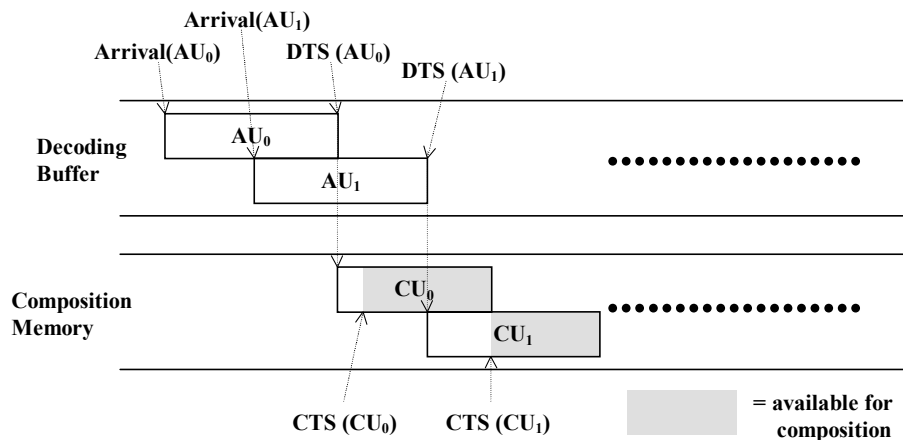 Arrival(AU₁)
Arrival(AU₀)
DTS (AU₀)
DTS (AU₁)
Decoding
Buffer
AU₀
AU₁
Composition
Memory
CU₀
CU₁
CTS (CU₀)
CTS (CU₁)
= available for
composition